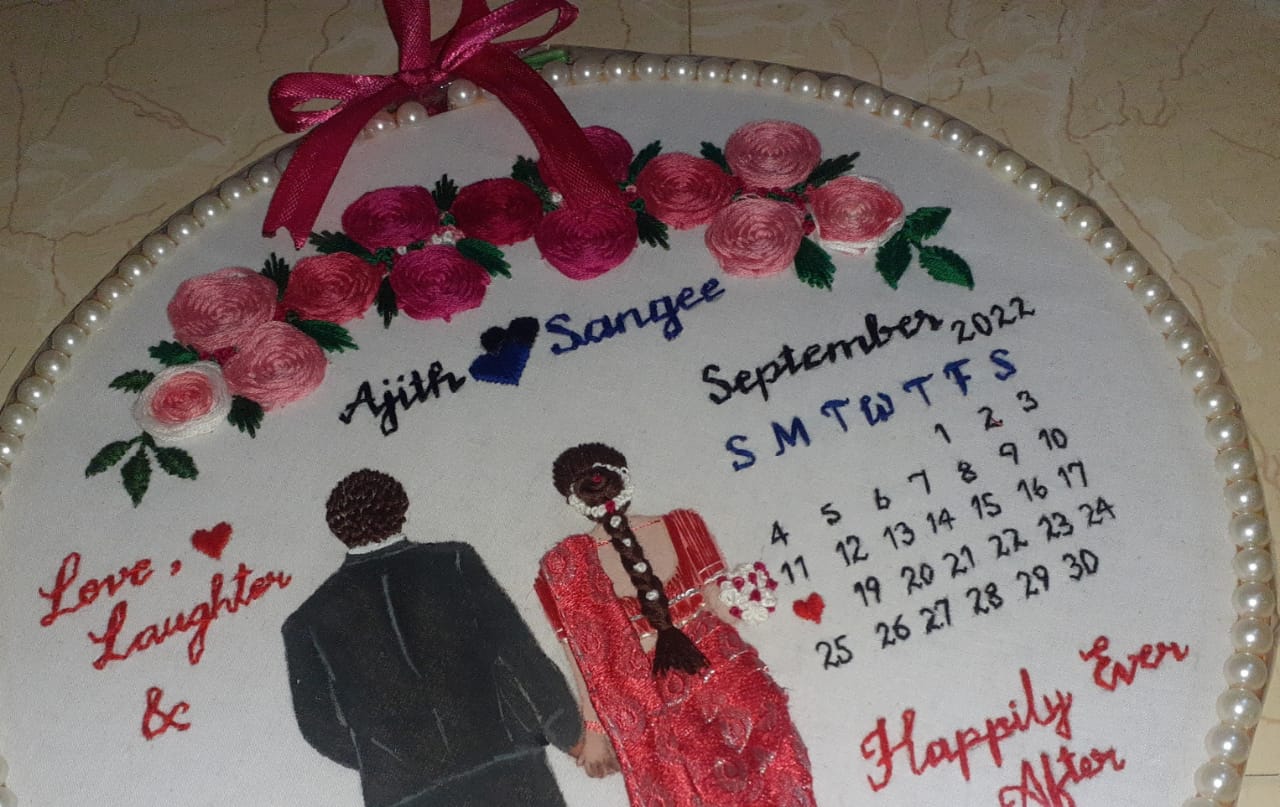 Ajith Sangee
September 2022
S M T W T F S
1 2 3
4 5 6 7 8 9 10
11 12 13 14 15 16 17
19 20 21 22 23 24
25 26 27 28 29 30
Love,
Laughter
&
Happily Ever
After